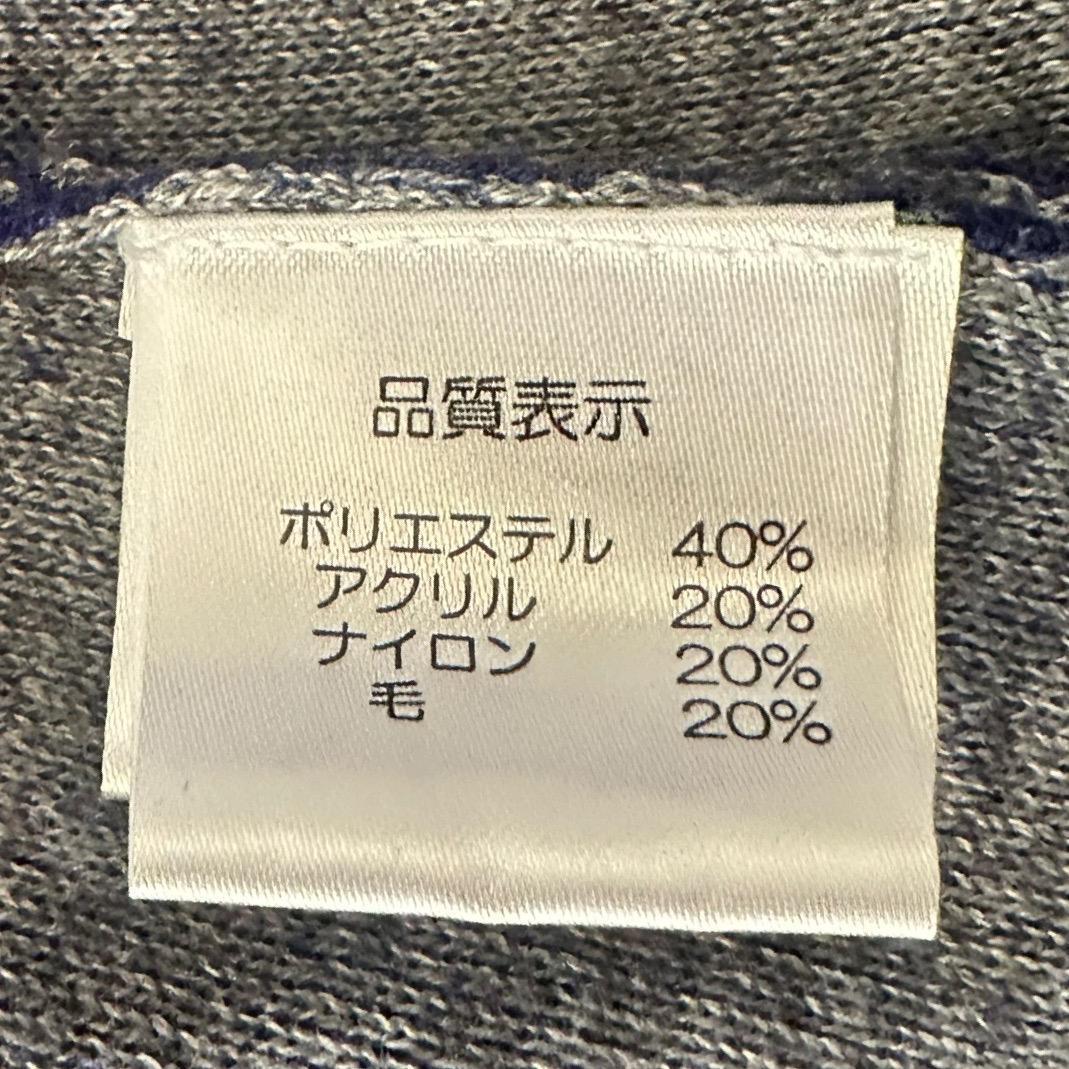 品質表示
ポリエステル 40%
アクリル 20%
ナイロン 20%
毛 20%